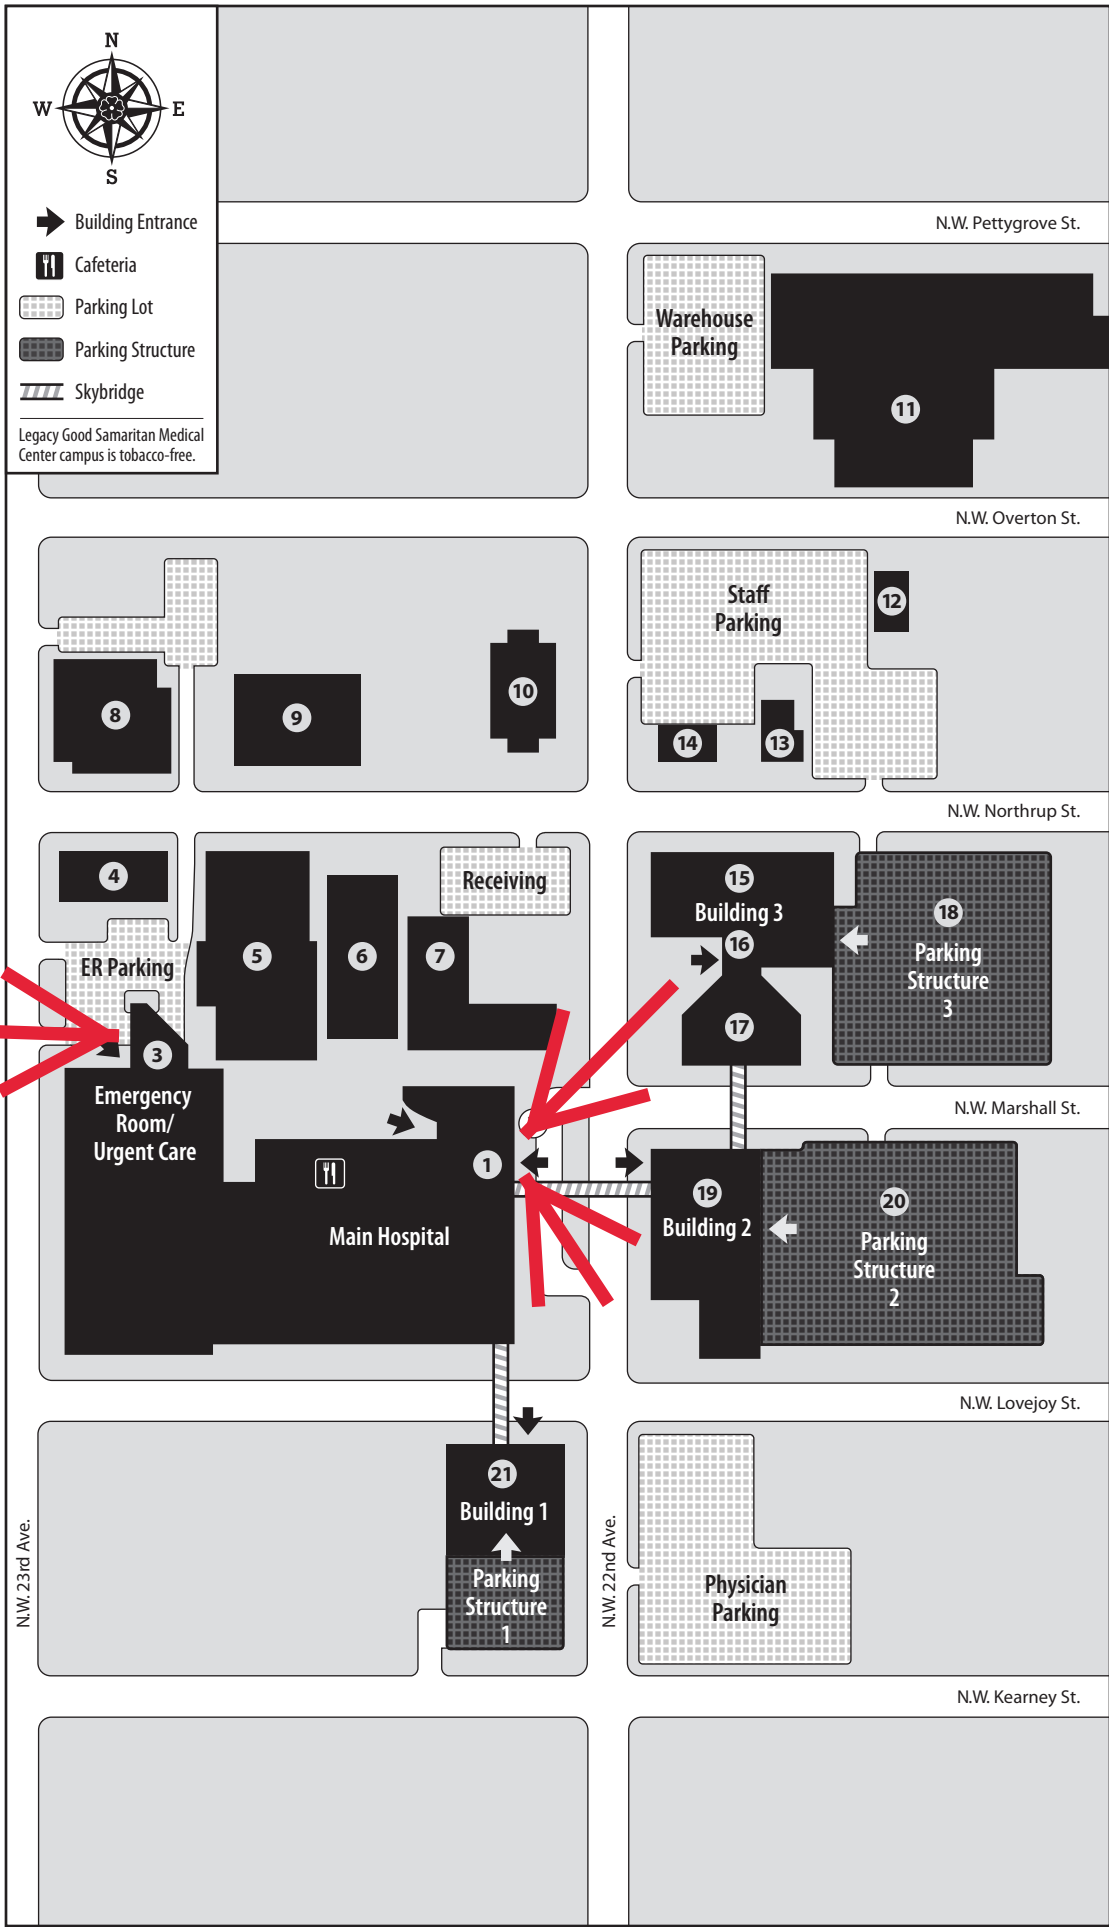 N
W
E
S
Building Entrance
Cafeteria
Parking Lot
Parking Structure
Skybridge
Legacy Good Samaritan Medical
Center campus is tobacco-free.
N.W. Pettygrove St.
Warehouse
Parking
11
N.W. Overton St.
Staff
Parking
12
8
9
10
14
13
N.W. Northrup St.
4
5
6
7
Receiving
15
Building 3
16
17
18
Parking
Structure
3
ER Parking
3
Emergency
Room/
Urgent Care
N.W. Marshall St.
1
Main Hospital
19
Building 2
20
Parking
Structure
2
N.W. Lovejoy St.
21
Building 1
Parking
Structure
1
N.W. 23rd Ave.
N.W. 22nd Ave.
Physician
Parking
N.W. Kearney St.